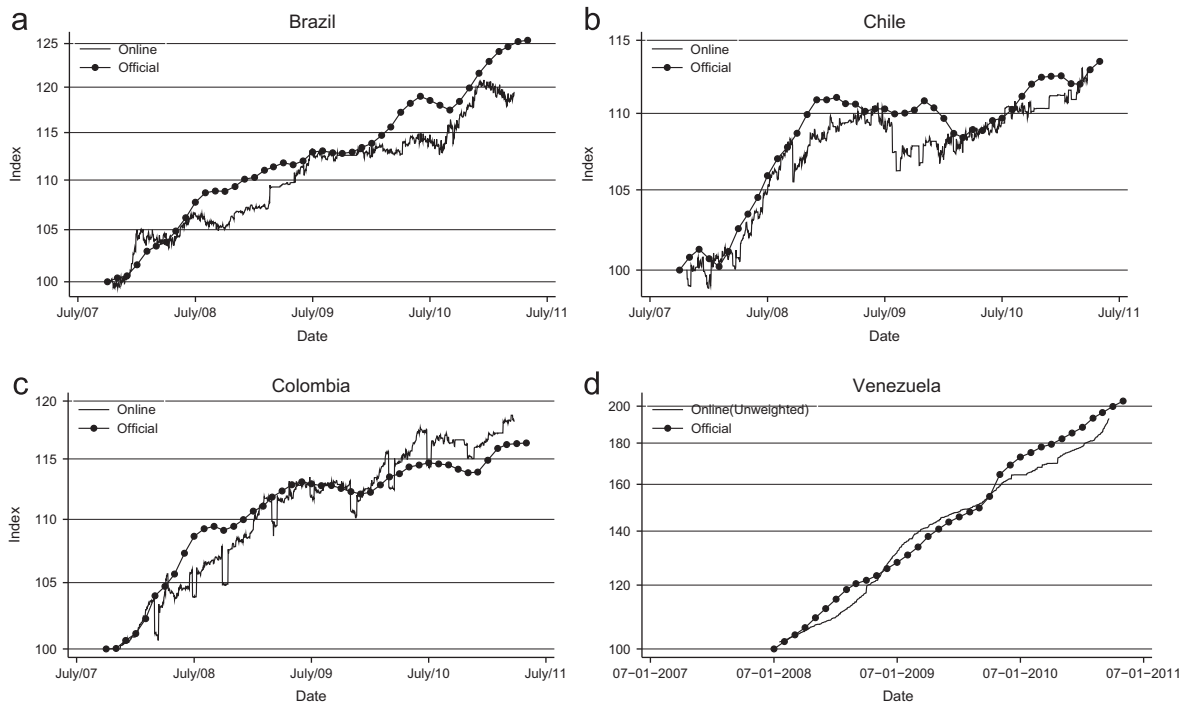 a
Brazil
125
120
115
110
105
100
Index
Online
Official
July/07
July/08
July/09
July/10
July/11
Date
b
Chile
115
110
105
100
Index
Online
Official
July/07
July/08
July/09
July/10
July/11
Date
c
Colombia
120
115
110
105
100
Index
Online
Official
July/07
July/08
July/09
July/10
July/11
Date
d
Venezuela
200
180
160
140
120
100
Online(Unweighted)
Official
07−01−2007
07−01−2008
07−01−2009
07−01−2010
07−01−2011
Date